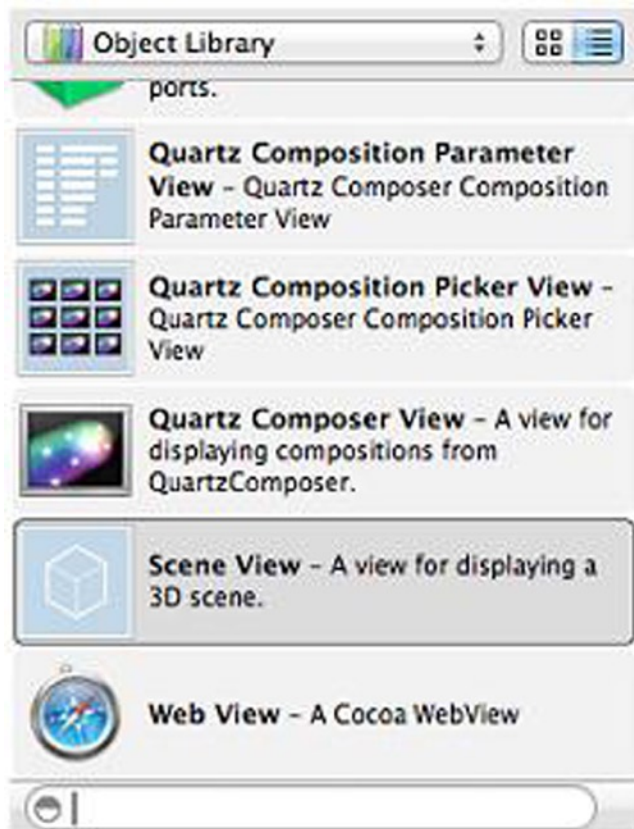 Object Library
ports.
Quartz Composition Parameter
View – Quartz Composer Composition
Parameter View
Quartz Composition Picker View –
Quartz Composer Composition Picker
View
Quartz Composer View – A view for
displaying compositions from
QuartzComposer.
Scene View – A view for displaying a
3D scene.
Web View – A Cocoa WebView